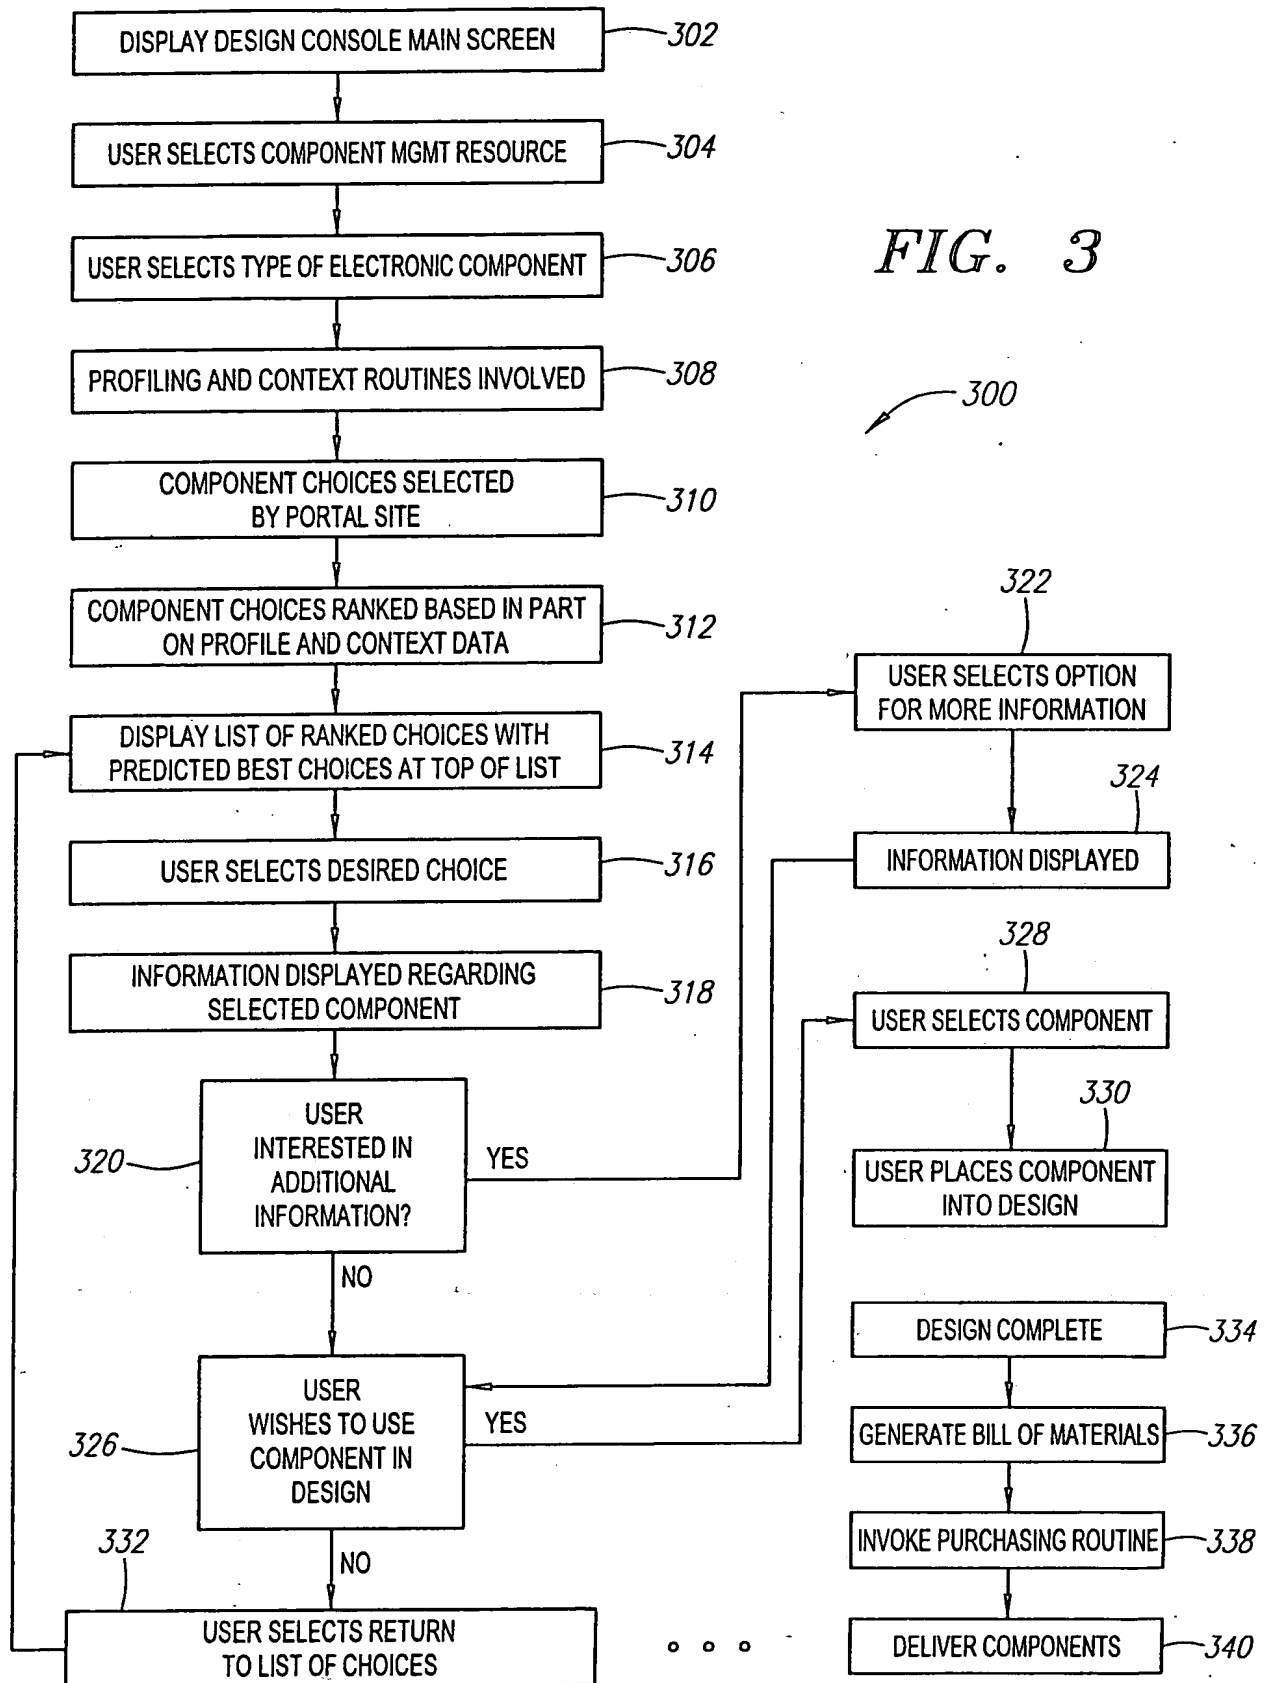 DISPLAY DESIGN CONSOLE MAIN SCREEN
302
USER SELECTS COMPONENT MGMT RESOURCE
304
USER SELECTS TYPE OF ELECTRONIC COMPONENT
306
FIG. 3
PROFILING AND CONTEXT ROUTINES INVOLVED
308
300
COMPONENT CHOICES SELECTED
BY PORTAL SITE
310
COMPONENT CHOICES RANKED BASED IN PART
ON PROFILE AND CONTEXT DATA
312
DISPLAY LIST OF RANKED CHOICES WITH
PREDICTED BEST CHOICES AT TOP OF LIST
314
USER SELECTS DESIRED CHOICE
316
INFORMATION DISPLAYED REGARDING
SELECTED COMPONENT
318
USER
INTERESTED IN
ADDITIONAL
INFORMATION?
320
YES
NO
322
USER SELECTS OPTION
FOR MORE INFORMATION
324
INFORMATION DISPLAYED
USER
WISHES TO USE
COMPONENT IN
DESIGN
326
YES
NO
328
USER SELECTS COMPONENT
330
USER PLACES COMPONENT
INTO DESIGN
332
USER SELECTS RETURN
TO LIST OF CHOICES
DESIGN COMPLETE
334
GENERATE BILL OF MATERIALS
336
INVOKE PURCHASING ROUTINE
338
DELIVER COMPONENTS
340